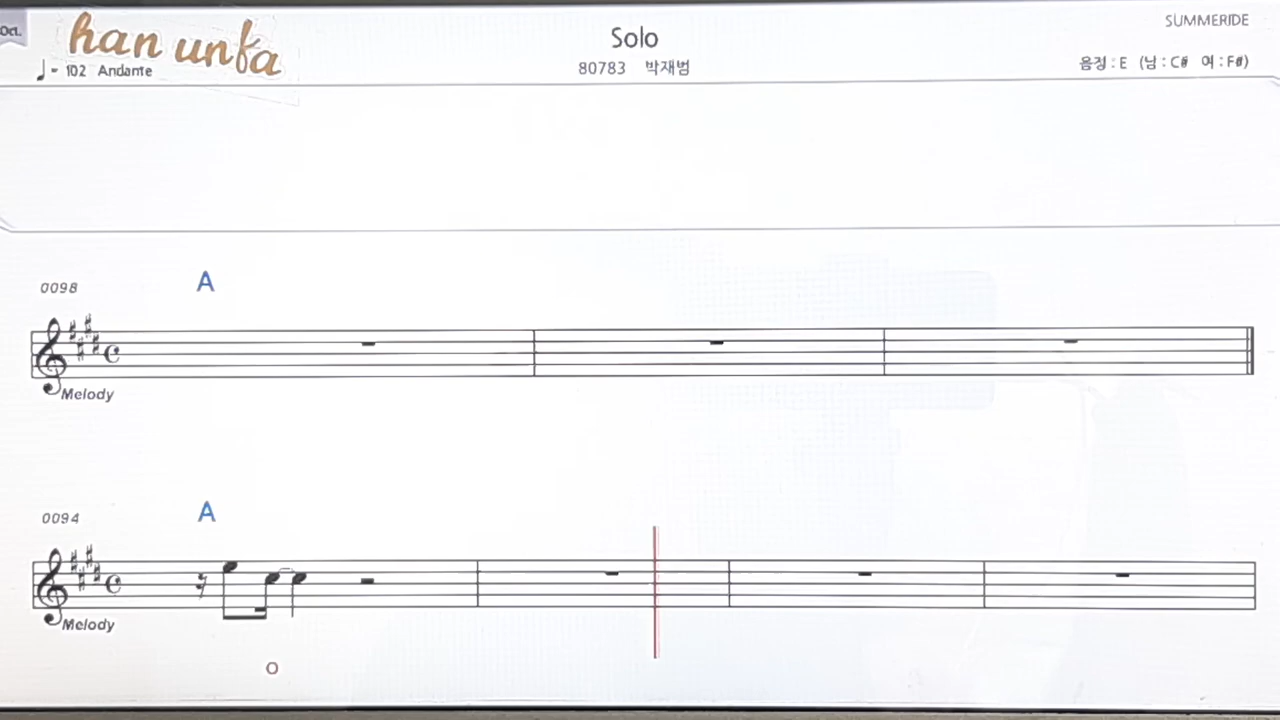 Oct.
han unfa
Solo
SUMMERIDE
♩= 102 Andante
80783 박재범
음정 : E (남 : C# 여 : F#)
0098
A
Melody
0094
A
Melody
O